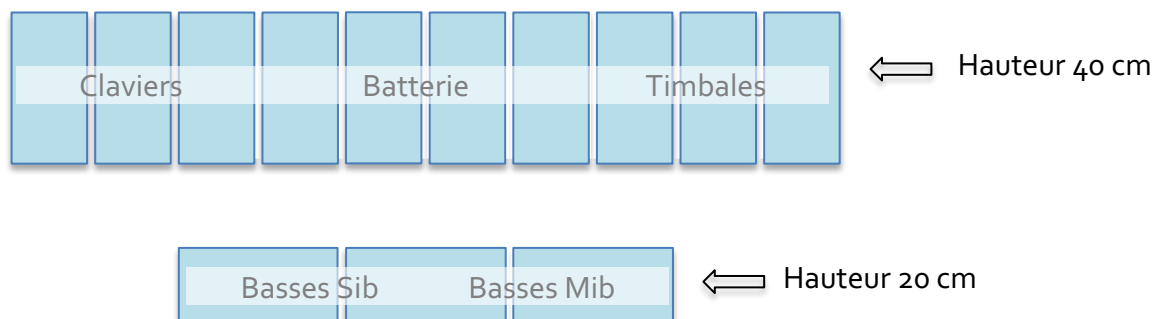 Claviers Batterie Timbales
Hauteur 40 cm
Basses Sib Basses Mib
Hauteur 20 cm